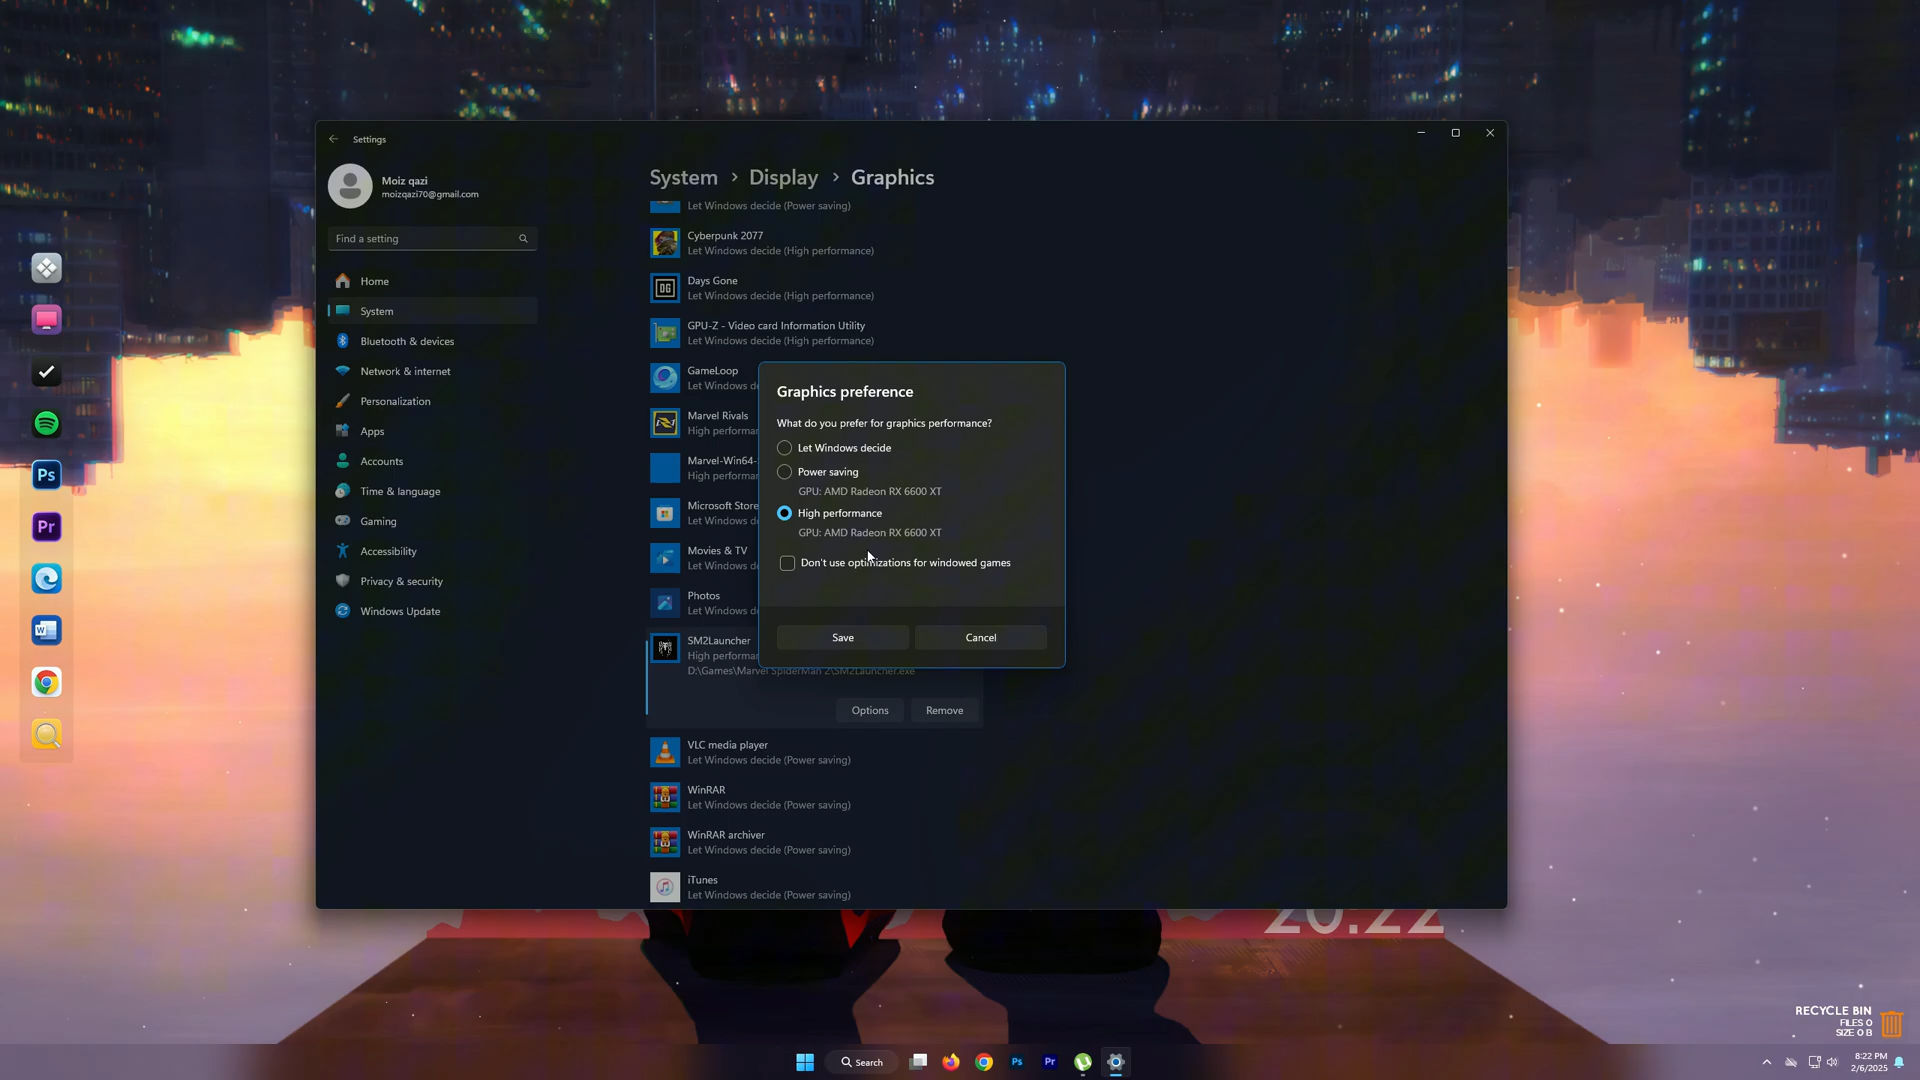 Settings
Moiz qazi
moizqazi70@gmail.com
Find a setting
Home
System
Bluetooth & devices
Network & internet
Personalization
Apps
Accounts
Time & language
Gaming
Accessibility
Privacy & security
Windows Update
System > Display > Graphics
Let Windows decide (Power saving)
Cyberpunk 2077
Let Windows decide (High performance)
Days Gone
Let Windows decide (High performance)
GPU-Z - Video card Information Utility
Let Windows decide (High performance)
GameLoop
Let Windows
Marvel Rivals
High
Marvel-Win64-
High
Microsoft Store
Let Windows
Movies & TV
Let Windows
Photos
Let Windows
SM2Launcher
High
D:\Games\Marvel SpiderMan 2\SM2Launcher.exe
Options
Remove
VLC media player
Let Windows decide (Power saving)
WinRAR
Let Windows decide (Power saving)
WinRAR archiver
Let Windows decide (Power saving)
iTunes
Let Windows decide (Power saving)
Graphics preference
What do you prefer for graphics performance?
Let Windows decide
Power saving
GPU: AMD Radeon RX 6600 XT
High performance
GPU: AMD Radeon RX 6600 XT
Don't use optimizations for windowed games
Save
Cancel
Ps
Pr
W
DG
20.22
RECYCLE BIN
FILES 0
SIZE 0 B
Search
Ps
Pr
8:22 PM
2/6/2025